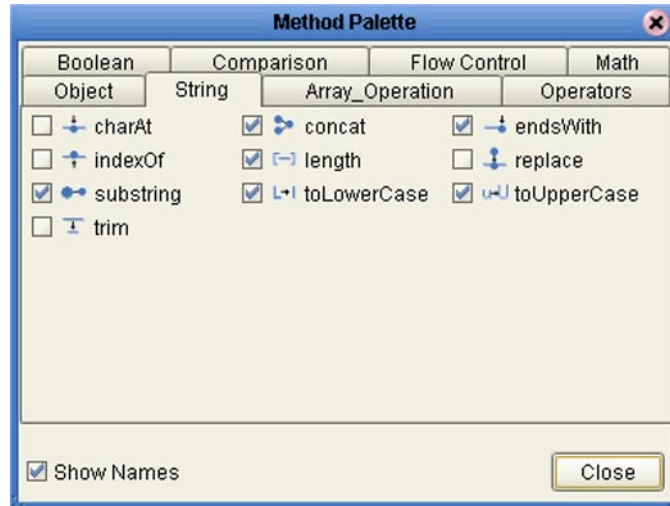 Method Palette
Boolean Comparison Flow Control Math
Object String Array_Operation Operators
charAt concat endsWith
indexOf length replace
substring toLowerCase toUpperCase
trim
Show Names Close